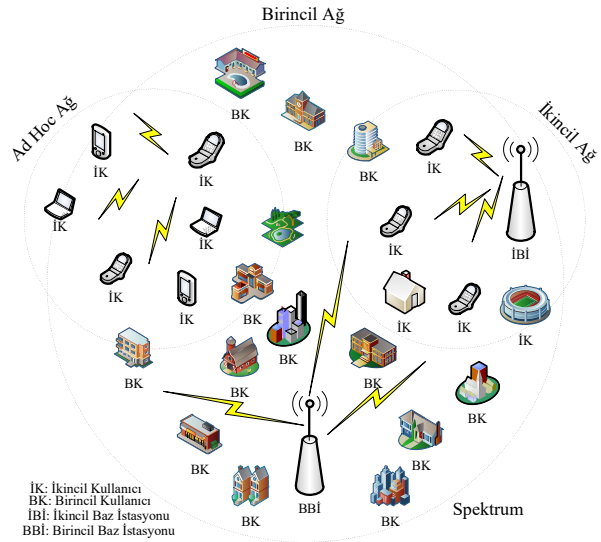 Birincil Ağ
Ad Hoc Ağ
İkincil Ağ
BK
BK
BK
İK
İK
İK
İK
İK
İK
İBİ
İK
İK
BK
İK
İK
İK
BK
BK
BK
BK
BK
BK
BK
BK
BBİ
BK
Spektrum
İK: İkincil Kullanıcı
BK: Birincil Kullanıcı
İBİ: İkincil Baz İstasyonu
BBİ: Birincil Baz İstasyonu